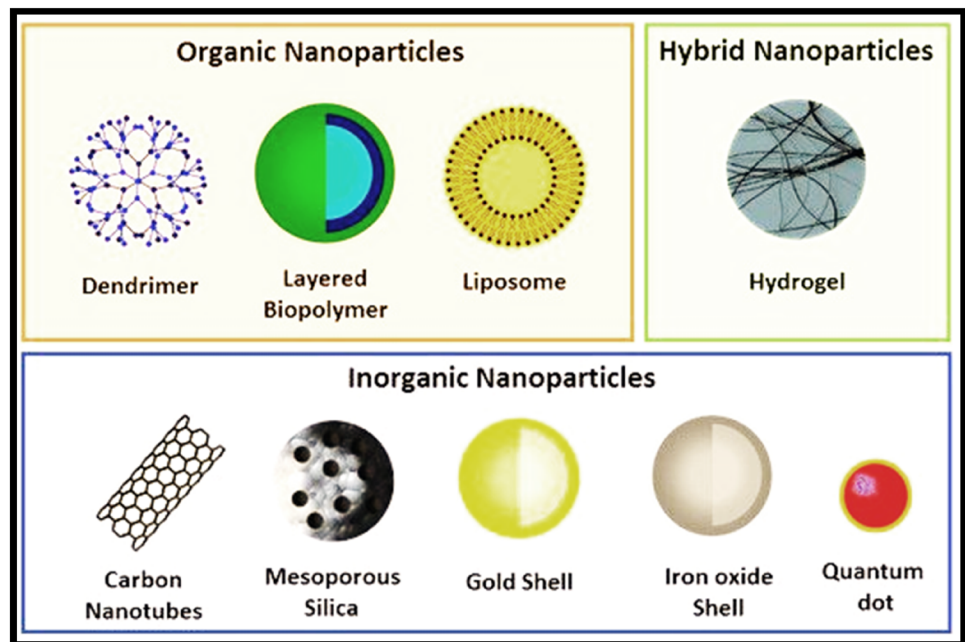 Organic Nanoparticles
Dendrimer
Layered
Biopolymer
Liposome
Hybrid Nanoparticles
Hydrogel
Inorganic Nanoparticles
Carbon
Nanotubes
Mesoporous
Silica
Gold Shell
Iron oxide
Shell
Quantum
dot